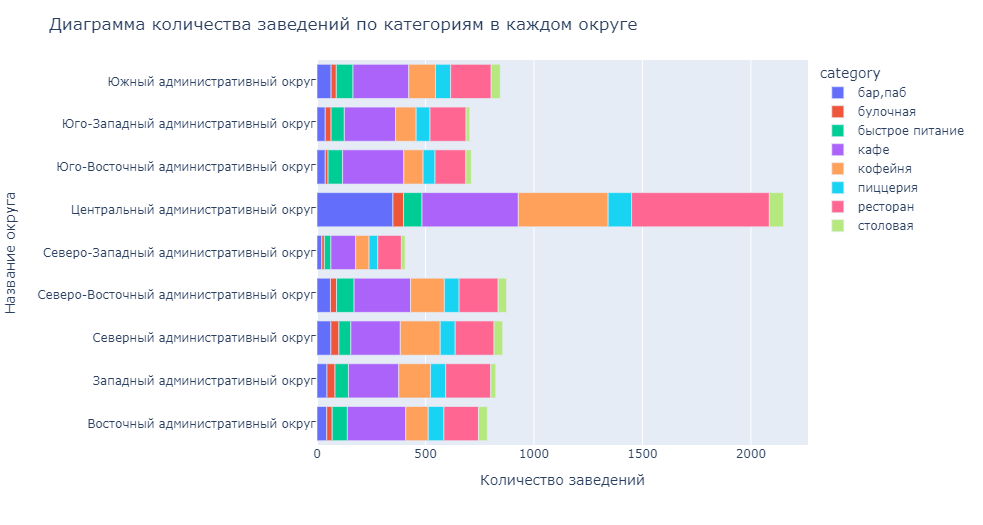 Диаграмма количества заведений по категориям в каждом округе
Название округа
Южный административный округ
Юго-Западный административный округ
Юго-Восточный административный округ
Центральный административный округ
Северо-Западный административный округ
Северо-Восточный административный округ
Северный административный округ
Западный административный округ
Восточный административный округ
0 500 1000 1500 2000
Количество заведений
category
бар,паб
булочная
быстрое питание
кафе
кофейня
пиццерия
ресторан
столовая